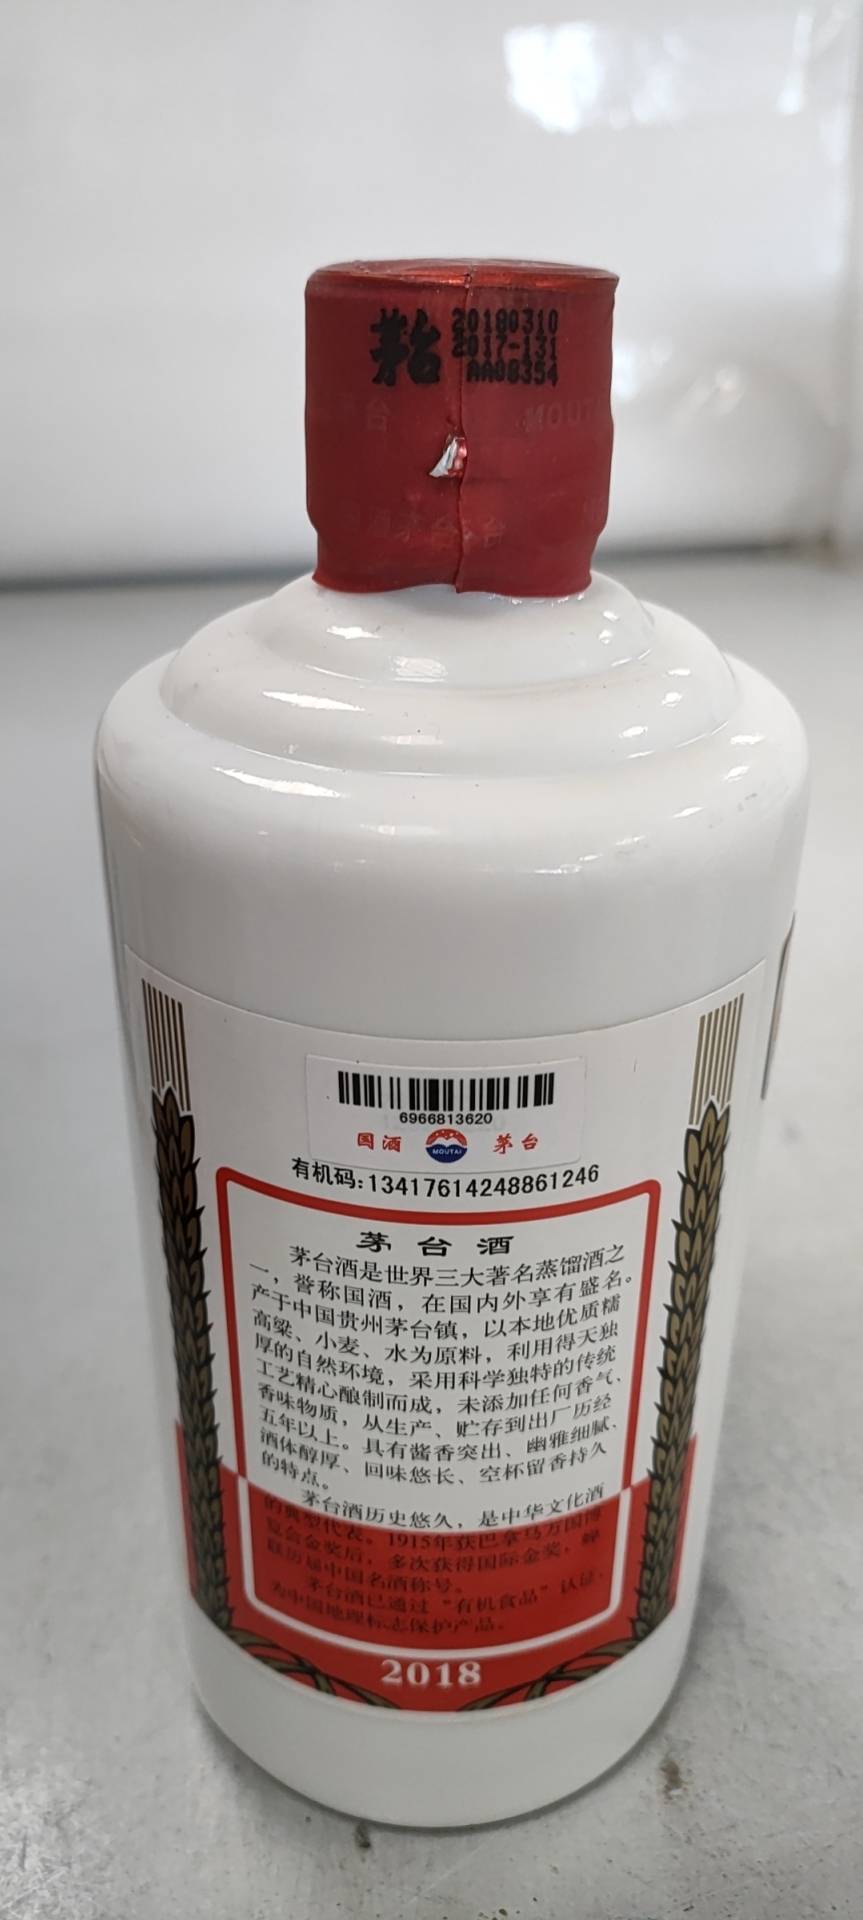 茅台
20180310
2017-131
AA08354
国酒茅台
6966813620
国酒 MOUTAI 茅台
有机码:13417614248861246
茅台酒
茅台酒是世界三大著名蒸馏酒之
一，誉称国酒，在国内外享有盛名。
产于中国贵州茅台镇，以本地优质糯
高粱、小麦、水为原料，利用得天独
厚的自然环境，采用科学独特的传统
工艺精心酿制而成，未添加任何香气、
香味物质，从生产、贮存到出厂历经
五年以上。具有酱香突出、幽雅细腻、
酒体醇厚、回味悠长、空杯留香持久
的特点。
茅台酒历史悠久，是中华文化酒
的典型代表。1915年获巴拿马万国博
览会金奖后，多次获得国际金奖，蝉
联历届中国名酒称号。
茅台酒已通过“有机食品”认证，
为中国地理标志保护产品。
2018